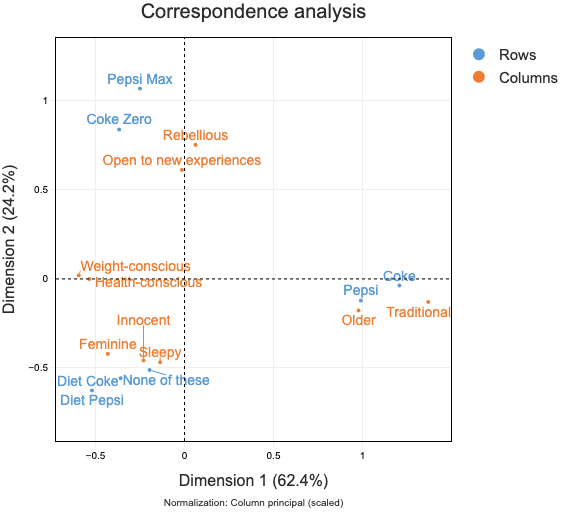 Correspondence analysis
Rows
Columns
Pepsi Max
Coke Zero
Rebellious
Open to new experiences
Weight-conscious
Health-conscious
Coke
Pepsi
Traditional
Older
Innocent
Feminine
Sleepy
Diet Coke
None of these
Diet Pepsi
1
0.5
0
−0.5
−0.5
0
0.5
1
Dimension 2 (24.2%)
Dimension 1 (62.4%)
Normalization: Column principal (scaled)